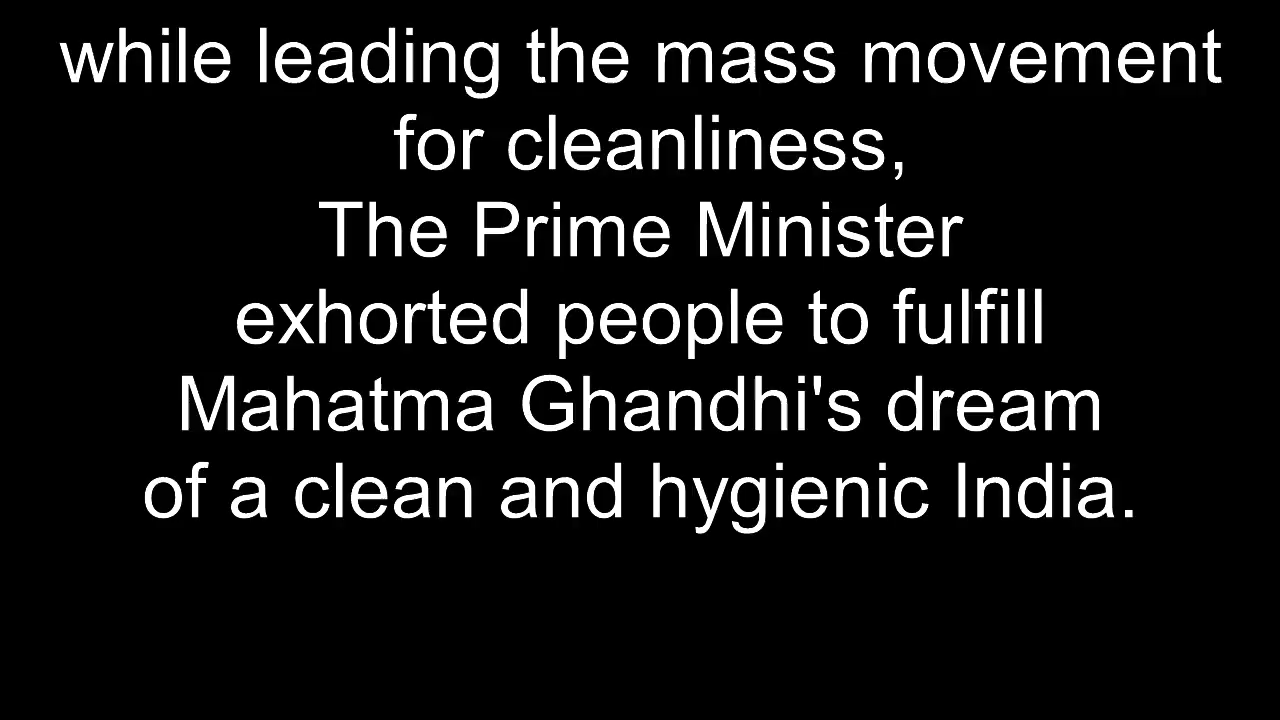 while leading the mass movement
for cleanliness,
The Prime Minister
exhorted people to fulfill
Mahatma Ghandhi's dream
of a clean and hygienic India.